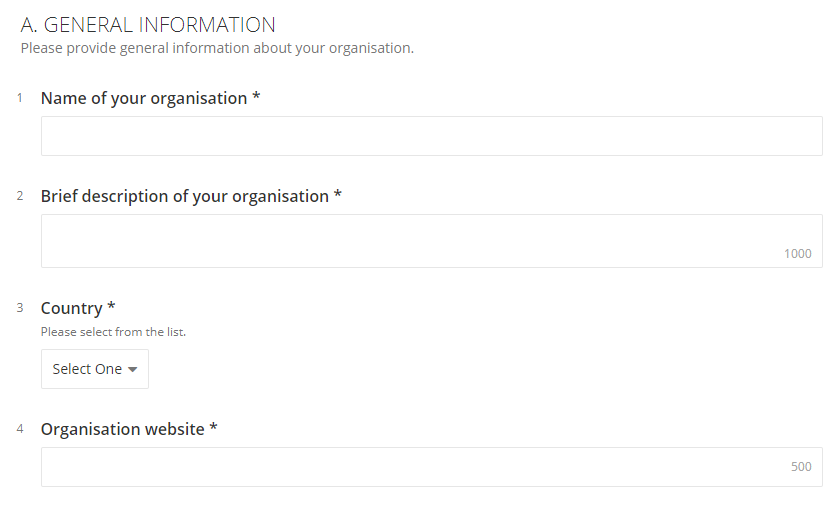 A. GENERAL INFORMATION
Please provide general information about your organisation.
1 Name of your organisation *
2 Brief description of your organisation *
1000
3 Country *
Please select from the list.
Select One
4 Organisation website *
500